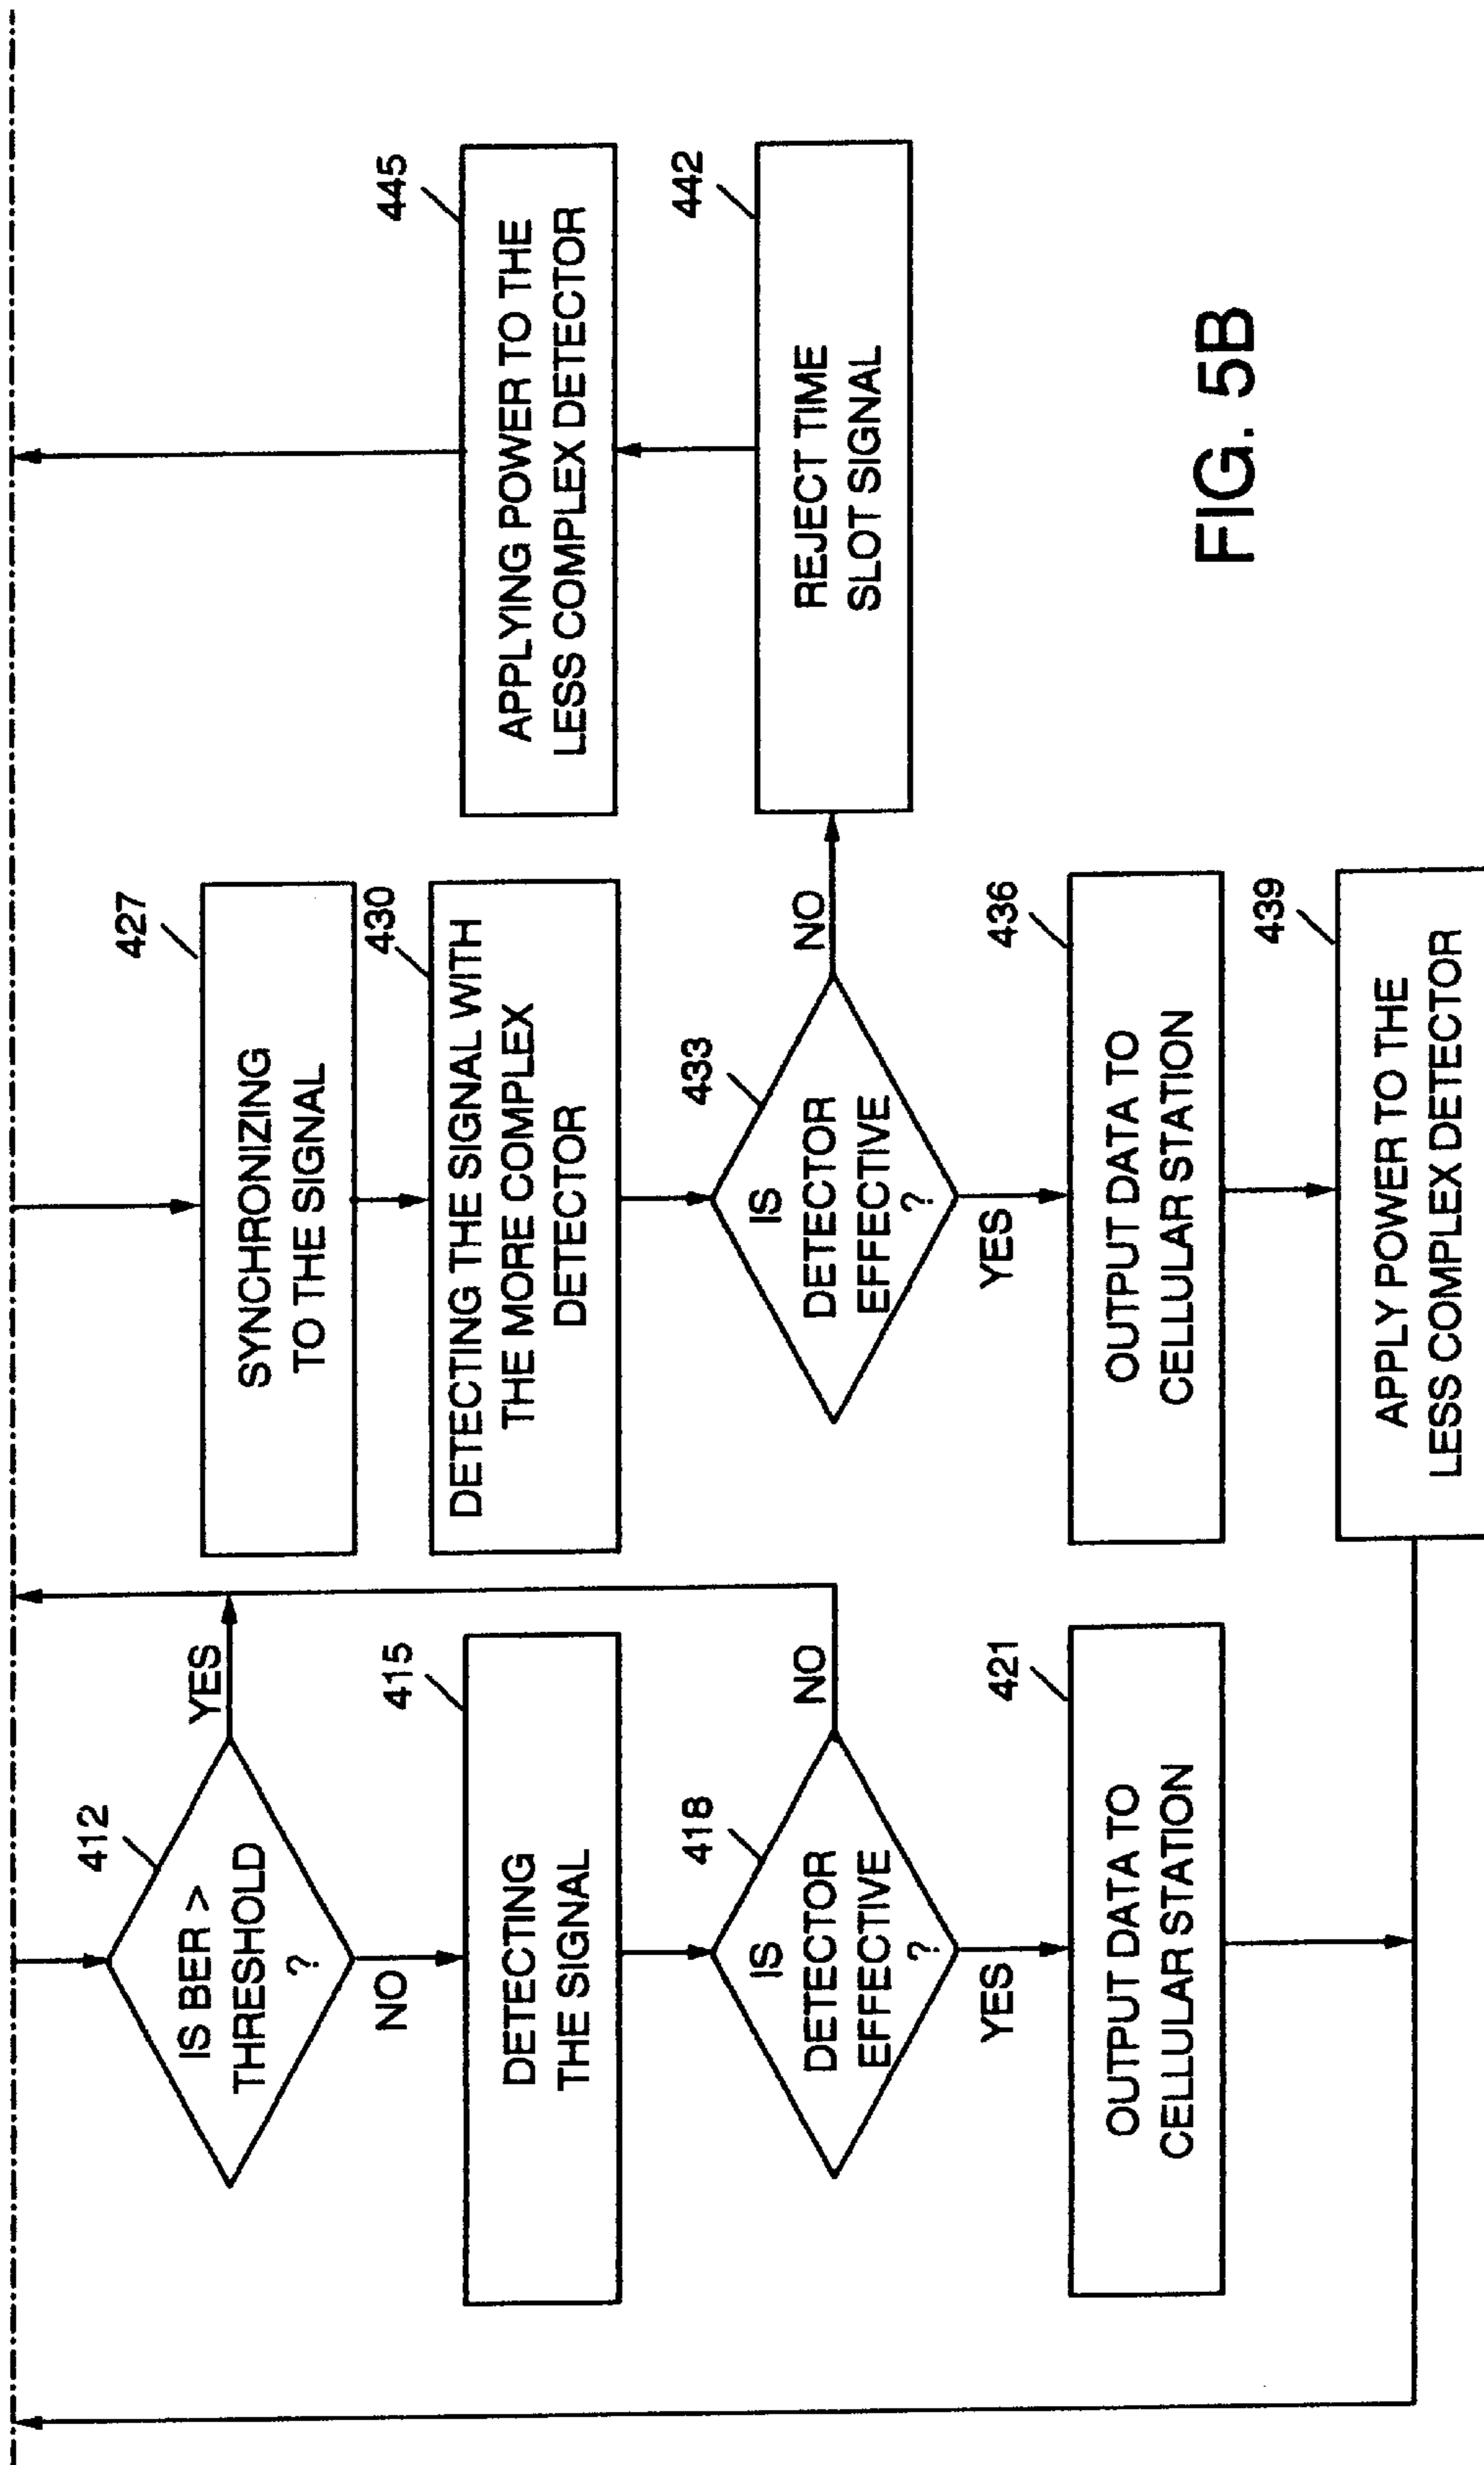 412
IS BER >
THRESHOLD
?
YES
NO
415
DETECTING
THE SIGNAL
418
IS
DETECTOR
EFFECTIVE
?
NO
YES
421
OUTPUT DATA TO
CELLULAR STATION
427
SYNCHRONIZING
TO THE SIGNAL
430
DETECTING THE SIGNAL WITH
THE MORE COMPLEX
DETECTOR
433
IS
DETECTOR
EFFECTIVE
?
NO
YES
436
OUTPUT DATA TO
CELLULAR STATION
439
APPLY POWER TO THE
LESS COMPLEX DETECTOR
445
APPLYING POWER TO THE
LESS COMPLEX DETECTOR
442
REJECT TIME
SLOT SIGNAL
FIG. 5B